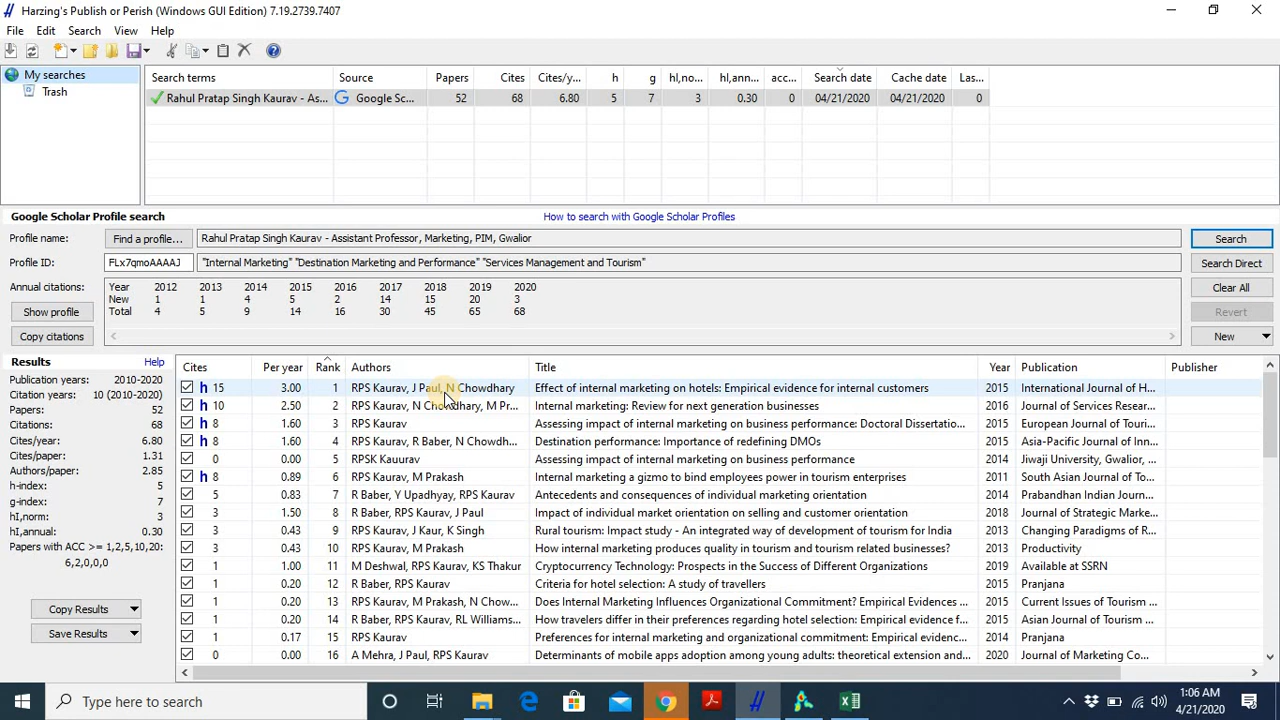 Harzing's Publish or Perish (Windows GUI Edition) 7.19.2739.7407
File Edit Search View Help
My searches
Trash
Search terms Source Papers Cites Cites/y... h g hI,no... hI,ann... acc... Search date Cache date Las...
Rahul Pratap Singh Kaurav - As... Google Sc... 52 68 6.80 5 7 3 0.30 0 04/21/2020 04/21/2020 0
Google Scholar Profile search How to search with Google Scholar Profiles
Profile name: Find a profile... Rahul Pratap Singh Kaurav - Assistant Professor, Marketing, PIM, Gwalior Search
Profile ID: FLx7qmoAAAAJ "Internal Marketing" "Destination Marketing and Performance" "Services Management and Tourism" Search Direct
Annual citations: Year 2012 2013 2014 2015 2016 2017 2018 2019 2020 Clear All
New 1 1 4 5 2 14 15 20 3
Show profile Total 4 5 9 14 16 30 45 65 68 Revert
Copy citations New
Results Help
Publication years: 2010-2020
Citation years: 10 (2010-2020)
Papers: 52
Citations: 68
Cites/year: 6.80
Cites/paper: 1.31
Authors/paper: 2.85
h-index: 5
g-index: 7
hI,norm: 3
hI,annual: 0.30
Papers with ACC >= 1,2,5,10,20:
6,2,0,0,0
Copy Results
Save Results
Cites Per year Rank Authors Title Year Publication Publisher
h 15 3.00 1 RPS Kaurav, J Paul, N Chowdhary Effect of internal marketing on hotels: Empirical evidence for internal customers 2015 International Journal of H...
h 10 2.50 2 RPS Kaurav, N Chowdhary, M Pr... Internal marketing: Review for next generation businesses 2016 Journal of Services Resear...
h 8 1.60 3 RPS Kaurav Assessing impact of internal marketing on business performance: Doctoral Dissertatio... 2015 European Journal of Touri...
h 8 1.60 4 RPS Kaurav, R Baber, N Chowdh... Destination performance: Importance of redefining DMOs 2015 Asia-Pacific Journal of Inn...
0 0.00 5 RPSK Kauurav Assessing impact of internal marketing on business performance 2014 Jiwaji University, Gwalior, ...
h 8 0.89 6 RPS Kaurav, M Prakash Internal marketing a gizmo to bind employees power in tourism enterprises 2011 South Asian Journal of Tou...
5 0.83 7 R Baber, Y Upadhyay, RPS Kaurav Antecedents and consequences of individual marketing orientation 2014 Prabandhan Indian Journ...
3 1.50 8 R Baber, RPS Kaurav, J Paul Impact of individual market orientation on selling and customer orientation 2018 Journal of Strategic Marke...
3 0.43 9 RPS Kaurav, J Kaur, K Singh Rural tourism: Impact study - An integrated way of development of tourism for India 2013 Changing Paradigms of R...
3 0.43 10 RPS Kaurav, M Prakash How internal marketing produces quality in tourism and tourism related businesses? 2013 Productivity
1 1.00 11 M Deshwal, RPS Kaurav, KS Thakur Cryptocurrency Technology: Prospects in the Success of Different Organizations 2019 Available at SSRN
1 0.20 12 R Baber, RPS Kaurav Criteria for hotel selection: A study of travellers 2015 Pranjana
1 0.20 13 RPS Kaurav, M Prakash, N Chow... Does Internal Marketing Influences Organizational Commitment? Empirical Evidences ... 2015 Current Issues of Tourism ...
1 0.20 14 R Baber, RPS Kaurav, RL Williams... How travelers differ in their preferences regarding hotel selection: Empirical evidence f... 2015 Asian Journal of Tourism ...
1 0.17 15 RPS Kaurav Preferences for internal marketing and organizational commitment: Empirical evidenc... 2014 Pranjana
0 0.00 16 A Mehra, J Paul, RPS Kaurav Determinants of mobile apps adoption among young adults: theoretical extension and... 2020 Journal of Marketing Co...
Type here to search
1:06 AM
4/21/2020